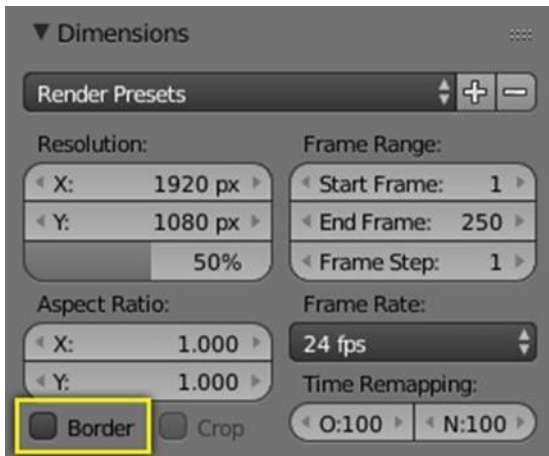 Dimensions
Render Presets
Resolution:
X: 1920 px
Y: 1080 px
50%
Aspect Ratio:
X: 1.000
Y: 1.000
Border Crop
Frame Range:
Start Frame: 1
End Frame: 250
Frame Step: 1
Frame Rate:
24 fps
Time Remapping:
O:100 N:100